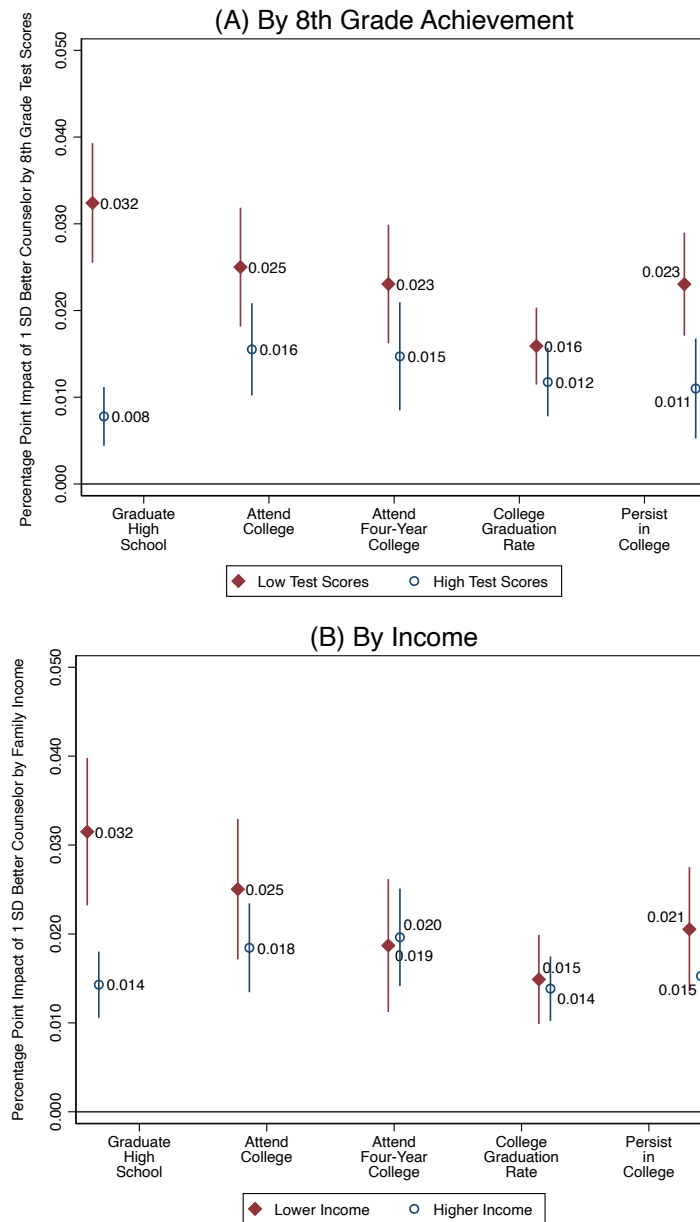 (A) By 8th Grade Achievement
Percentage Point Impact of 1 SD Better Counselor by 8th Grade Test Scores
0.050
0.040
0.030
0.020
0.010
0.000
0.032
0.008
0.025
0.016
0.023
0.015
0.016
0.012
0.023
0.011
Graduate
High
School
Attend
College
Attend
Four-Year
College
College
Graduation
Rate
Persist
in
College
Low Test Scores
High Test Scores
(B) By Income
Percentage Point Impact of 1 SD Better Counselor by Family Income
0.050
0.040
0.030
0.020
0.010
0.000
0.032
0.014
0.025
0.018
0.020
0.019
0.015
0.014
0.021
0.015
Graduate
High
School
Attend
College
Attend
Four-Year
College
College
Graduation
Rate
Persist
in
College
Lower Income
Higher Income